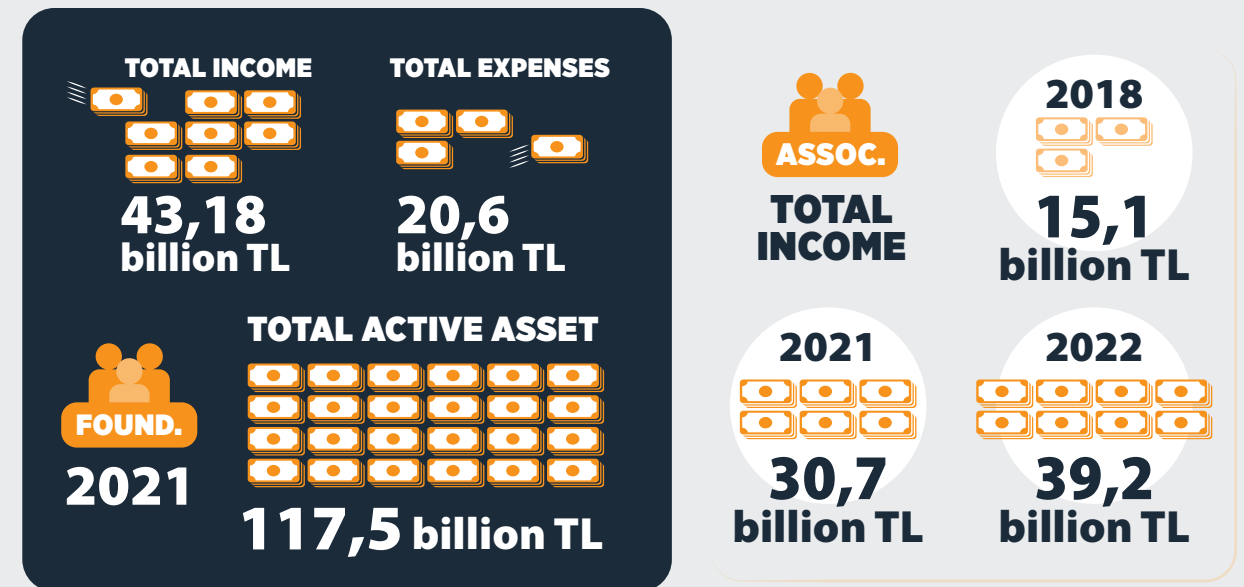 TOTAL INCOME
43,18
billion TL
TOTAL EXPENSES
20,6
billion TL
FOUND.
2021
TOTAL ACTIVE ASSET
117,5 billion TL
ASSOC.
TOTAL
INCOME
2018
15,1
billion TL
2021
30,7
billion TL
2022
39,2
billion TL